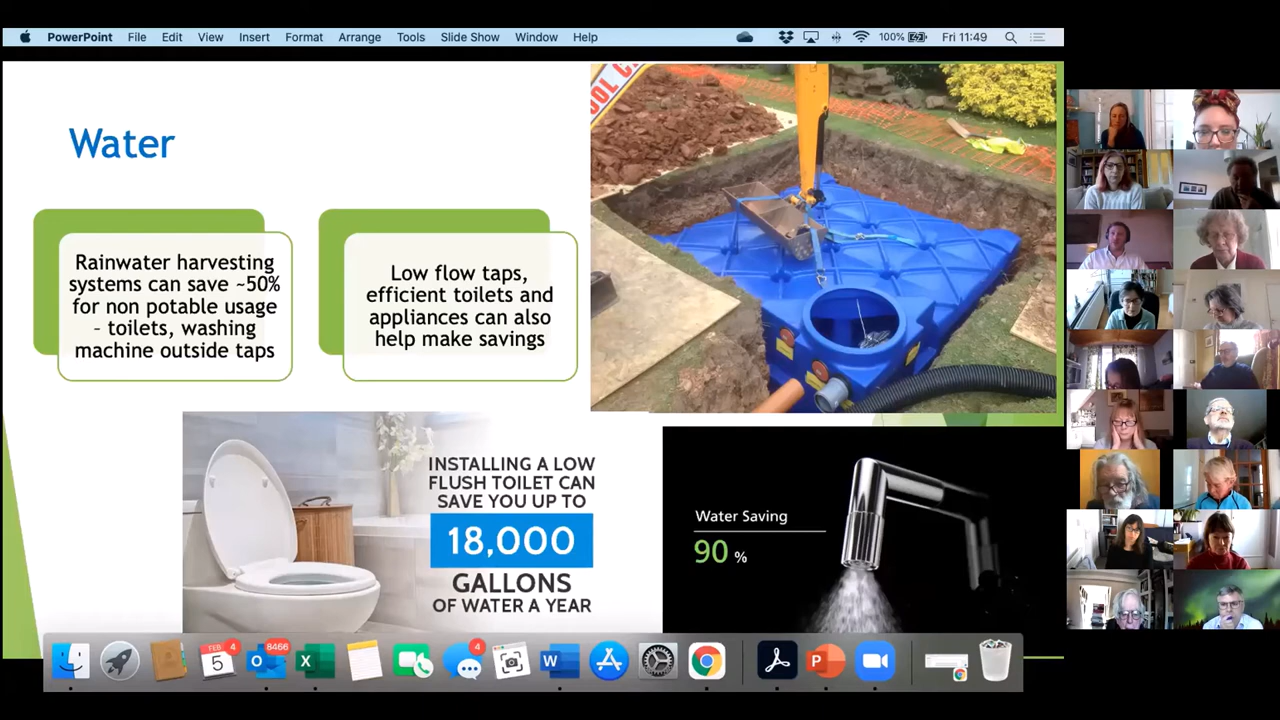 PowerPoint File Edit View Insert Format Arrange Tools Slide Show Window Help 100% Fri 11:49
Water
Rainwater harvesting
systems can save ~50%
for non potable usage
– toilets, washing
machine outside taps
Low flow taps,
efficient toilets and
appliances can also
help make savings
OOL C
INSTALLING A LOW
FLUSH TOILET CAN
SAVE YOU UP TO
18,000
GALLONS
OF WATER A YEAR
Water Saving
90 %
FEB 4
5
8466
4